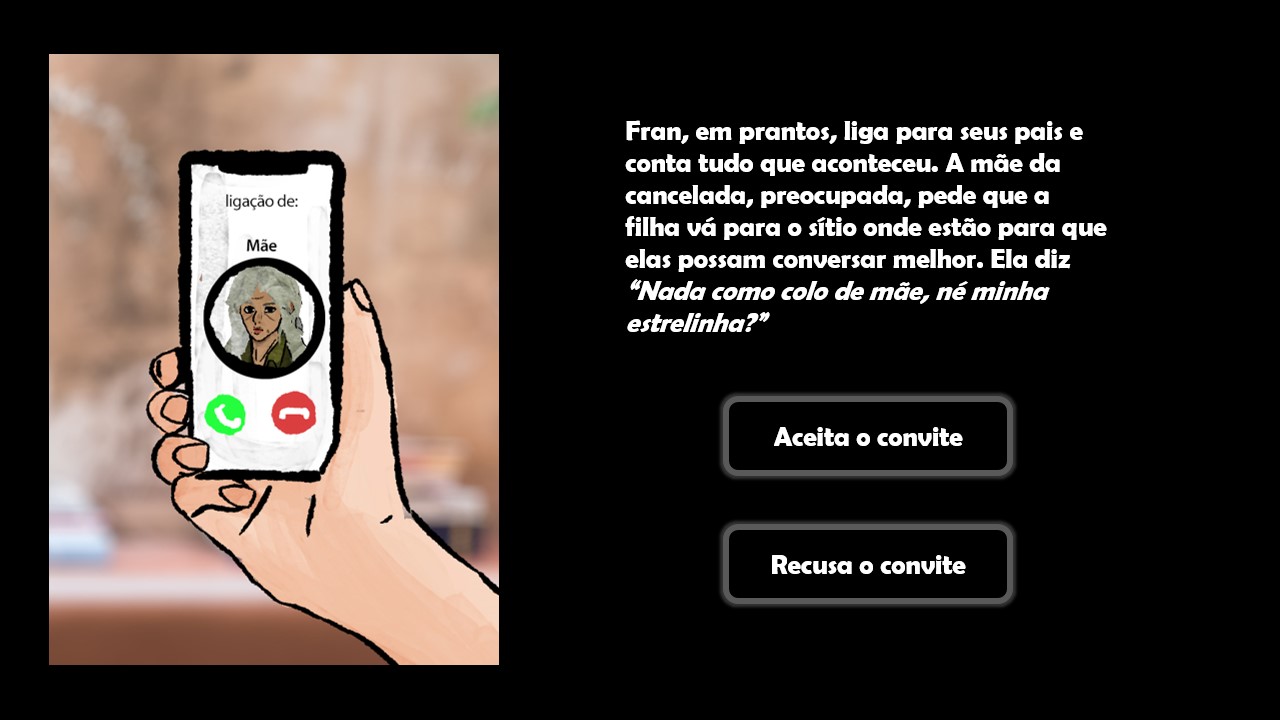 ligação de:
Mãe
Fran, em prantos, liga para seus pais e
conta tudo que aconteceu. A mãe da
cancelada, preocupada, pede que a
filha vá para o sítio onde estão para que
elas possam conversar melhor. Ela diz
“Nada como colo de mãe, né minha
estrelinha?”
Aceita o convite
Recusa o convite